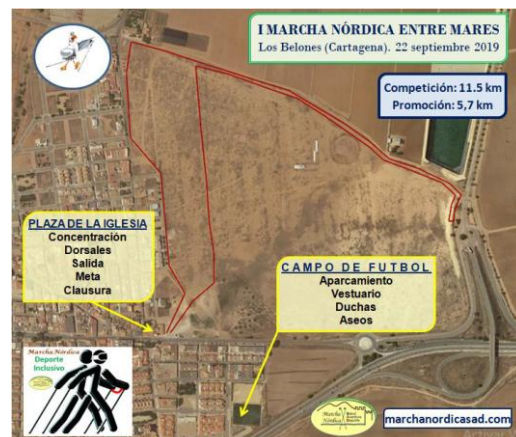 I MARCHA NÓRDICA ENTRE MARES
Los Belones (Cartagena). 22 septiembre 2019
Competición: 11.5 km
Promoción: 5,7 km
PLAZA DE LA IGLESIA
Concentración
Dorsales
Salida
Meta
Clausura
CAMPO DE FUTBOL
Aparcamiento
Vestuario
Duchas
Aseos
Marcha Nórdica
Deporte
Inclusivo
Marcha
Nórdica
marchanordicasad.com